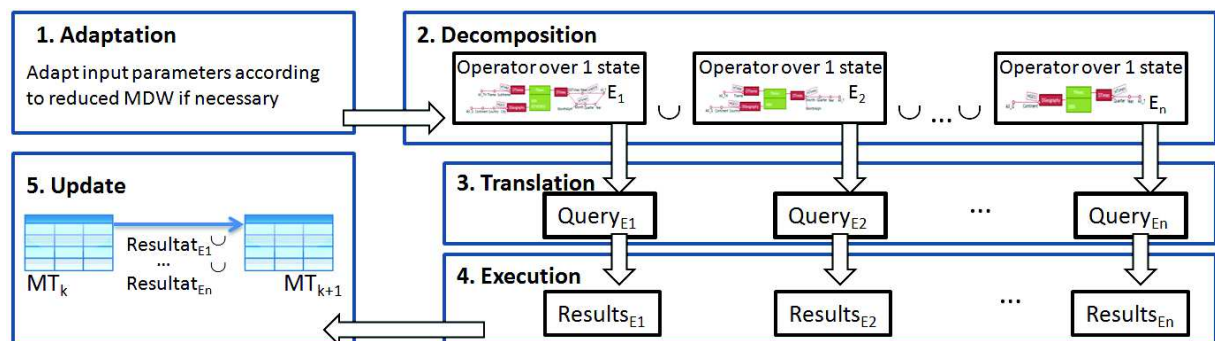 1. Adaptation
Adapt input parameters according
to reduced MDW if necessary
2. Decomposition
Operator over 1 state
E1
∪
Operator over 1 state
E2
∪ ... ∪
Operator over 1 state
En
3. Translation
QueryE1
QueryE2
...
QueryEn
4. Execution
ResultsE1
ResultsE2
...
ResultsEn
5. Update
ResultatE1 ∪
... ∪
ResultatEn
MTk
MTk+1